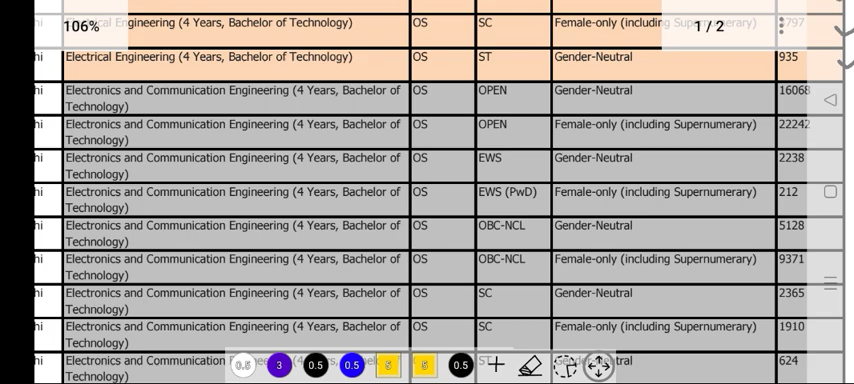 106%
1 / 2
hi Electrical Engineering (4 Years, Bachelor of Technology) OS SC Female-only (including Supernumerary) 797
hi Electrical Engineering (4 Years, Bachelor of Technology) OS ST Gender-Neutral 935
hi Electronics and Communication Engineering (4 Years, Bachelor of OS OPEN Gender-Neutral 16068
Technology)
hi Electronics and Communication Engineering (4 Years, Bachelor of OS OPEN Female-only (including Supernumerary) 22242
Technology)
hi Electronics and Communication Engineering (4 Years, Bachelor of OS EWS Gender-Neutral 2238
Technology)
hi Electronics and Communication Engineering (4 Years, Bachelor of OS EWS (PwD) Female-only (including Supernumerary) 212
Technology)
hi Electronics and Communication Engineering (4 Years, Bachelor of OS OBC-NCL Gender-Neutral 5128
Technology)
hi Electronics and Communication Engineering (4 Years, Bachelor of OS OBC-NCL Female-only (including Supernumerary) 9371
Technology)
hi Electronics and Communication Engineering (4 Years, Bachelor of OS SC Gender-Neutral 2365
Technology)
hi Electronics and Communication Engineering (4 Years, Bachelor of OS SC Female-only (including Supernumerary) 1910
Technology)
hi Electronics and Communication Engineering (4 Years, Bachelor of OS ST Gender-Neutral 624
Technology)
0.5 3 0.5 0.5 5 5 0.5